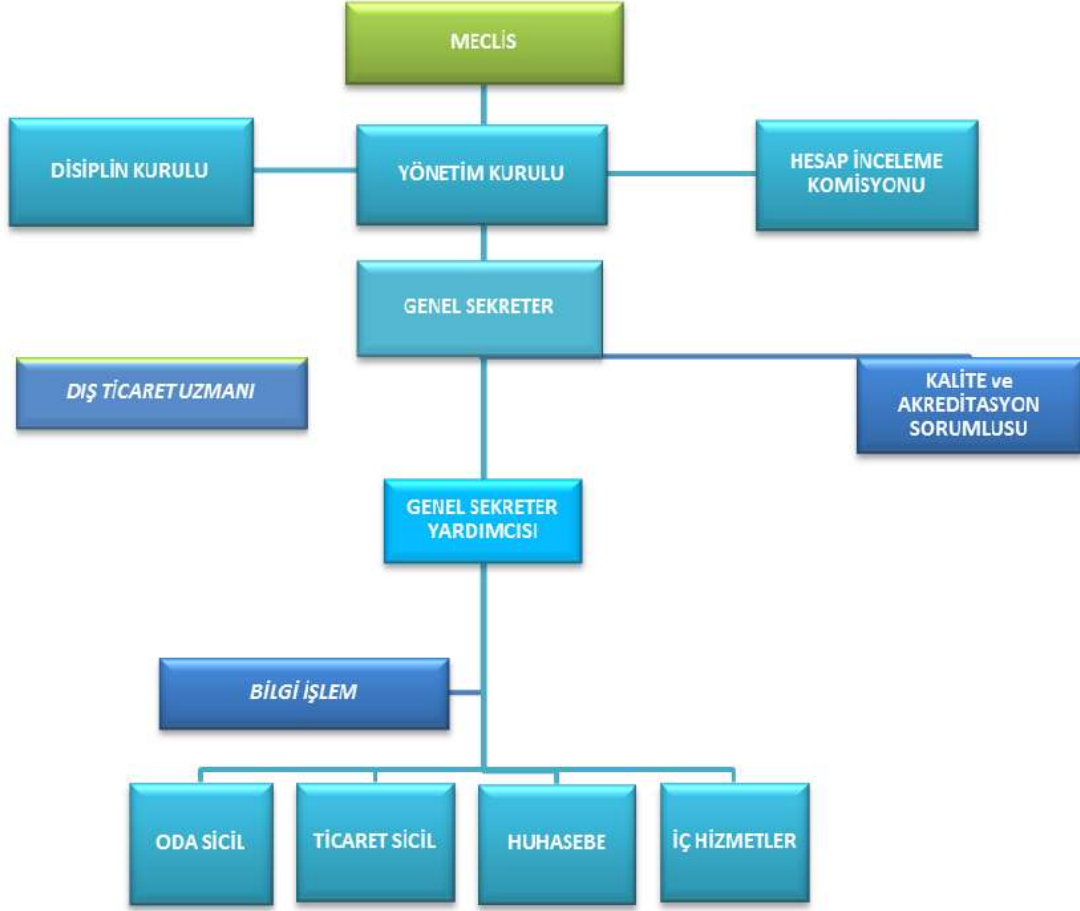 MECLİS
DİSİPLİN KURULU
YÖNETİM KURULU
HESAP İNCELEME
KOMİSYONU
GENEL SEKRETER
DIŞ TİCARET UZMANI
KALİTE ve
AKREDİTASYON
SORUMLUSU
GENEL SEKRETER
YARDIMCISI
BİLGİ İŞLEM
ODA SİCİL
TİCARET SİCİL
HUHASEBE
İÇ HİZMETLER